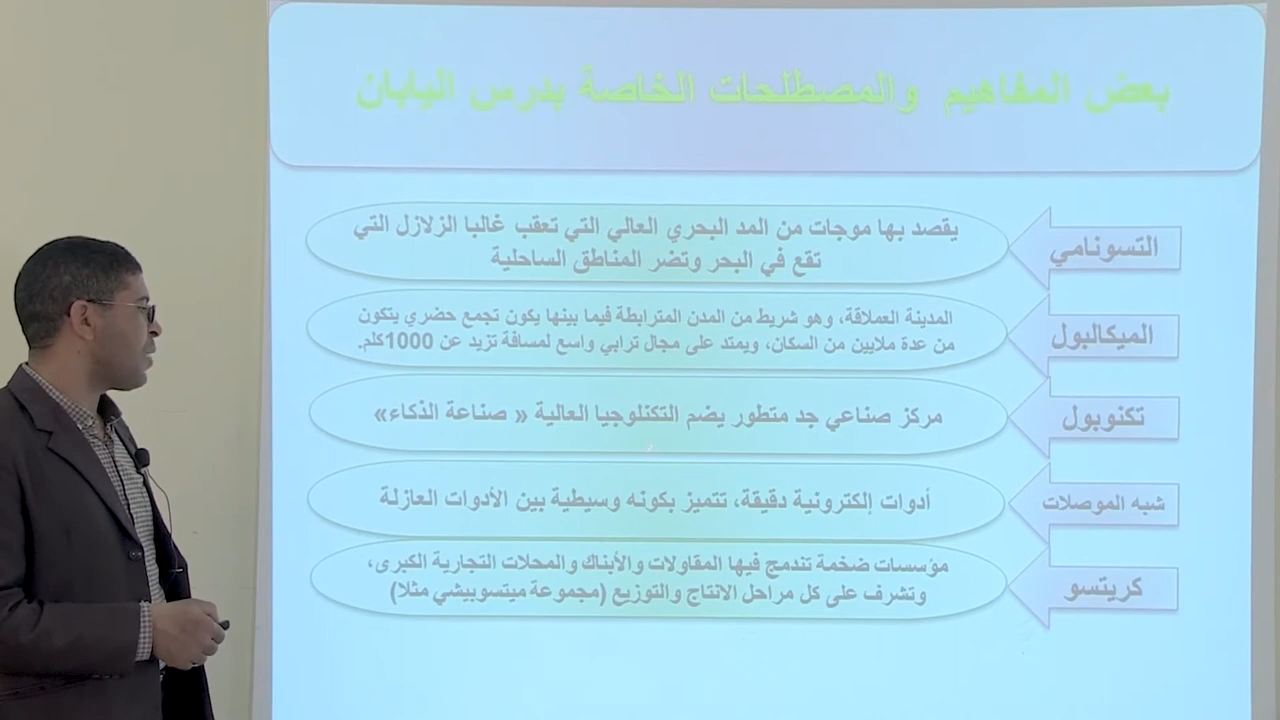 بعض المفاهيم والمصطلحات الخاصة بدرس اليابان
التسونامي
يقصد بها موجات من المد البحري العالي التي تعقب غالبا الزلازل التي
تقع في البحر وتضر المناطق الساحلية
الميكالبول
المدينة العملاقة، وهو شريط من المدن المترابطة فيما بينها يكون تجمع حضري يتكون
من عدة ملايين من السكان، ويمتد على مجال ترابي واسع لمسافة تزيد عن 1000كلم.
تكنوبول
مركز صناعي جد متطور يضم التكنلوجيا العالية « صناعة الذكاء»
شبه الموصلات
أدوات إلكترونية دقيقة، تتميز بكونه وسيطية بين الأدوات العازلة
كريتسو
مؤسسات ضخمة تندمج فيها المقاولات والأبناك والمحلات التجارية الكبرى،
وتشرف على كل مراحل الانتاج والتوزيع (مجموعة ميتسوبيشي مثلا)